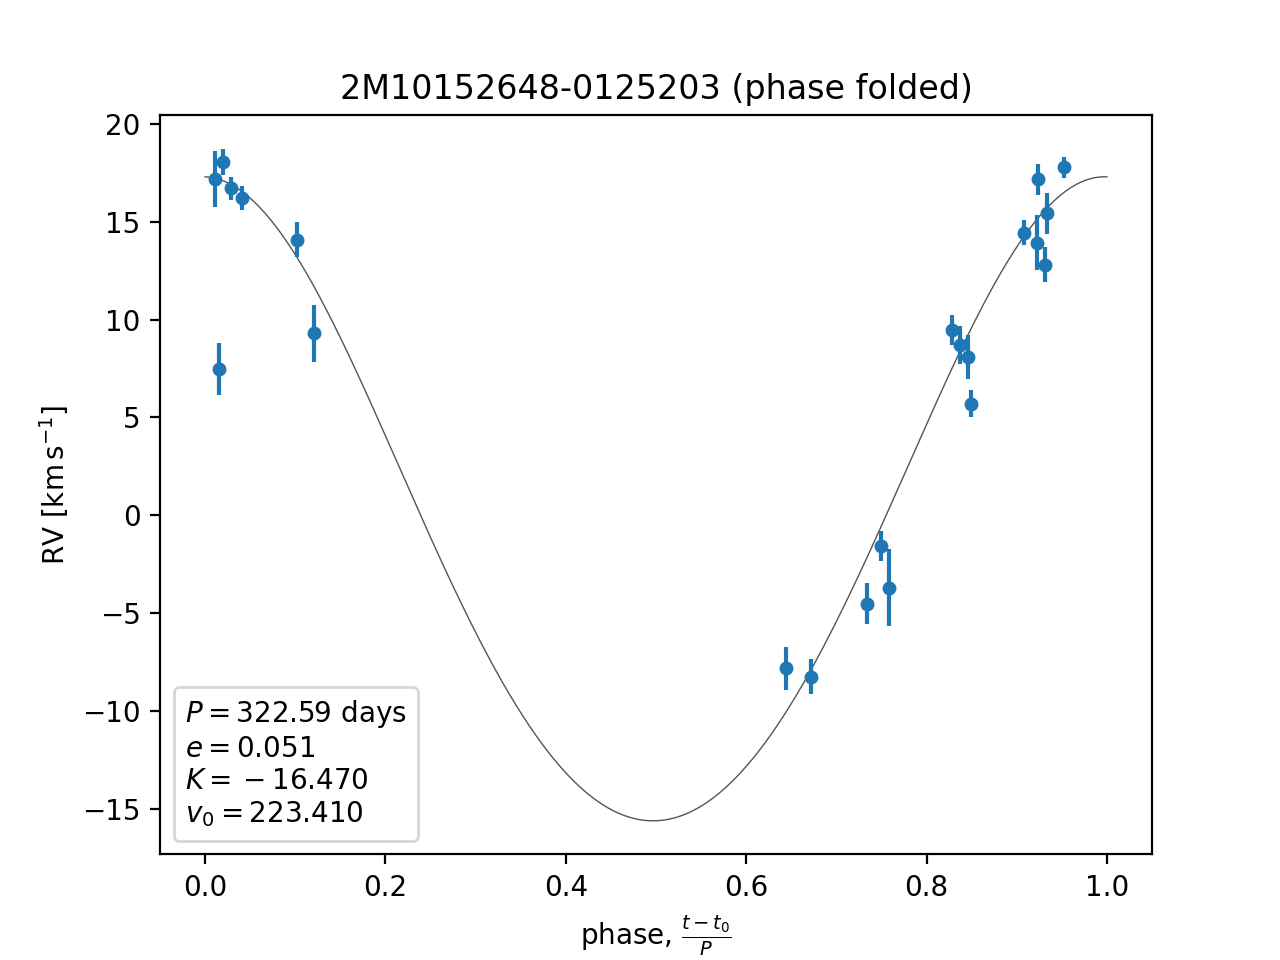 2M10152648-0125203 (phase folded)
20
15
10
5
0
−5
−10
−15
RV [km s⁻¹]
P = 322.59 days
e = 0.051
K = −16.470
v₀ = 223.410
0.0 0.2 0.4 0.6 0.8 1.0
phase, (t − t₀)/P